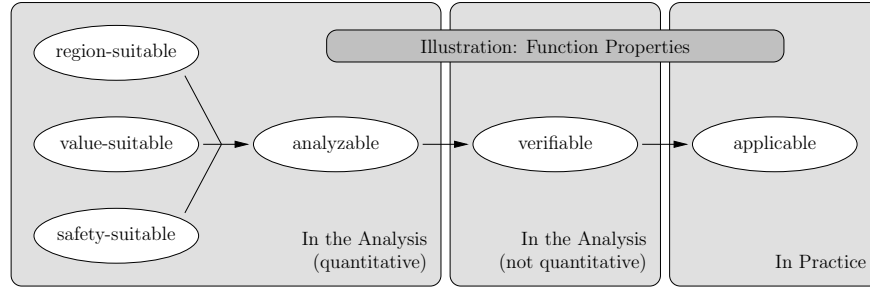 Illustration: Function Properties
region-suitable
value-suitable
safety-suitable
analyzable
verifiable
applicable
In the Analysis
(quantitative)
In the Analysis
(not quantitative)
In Practice